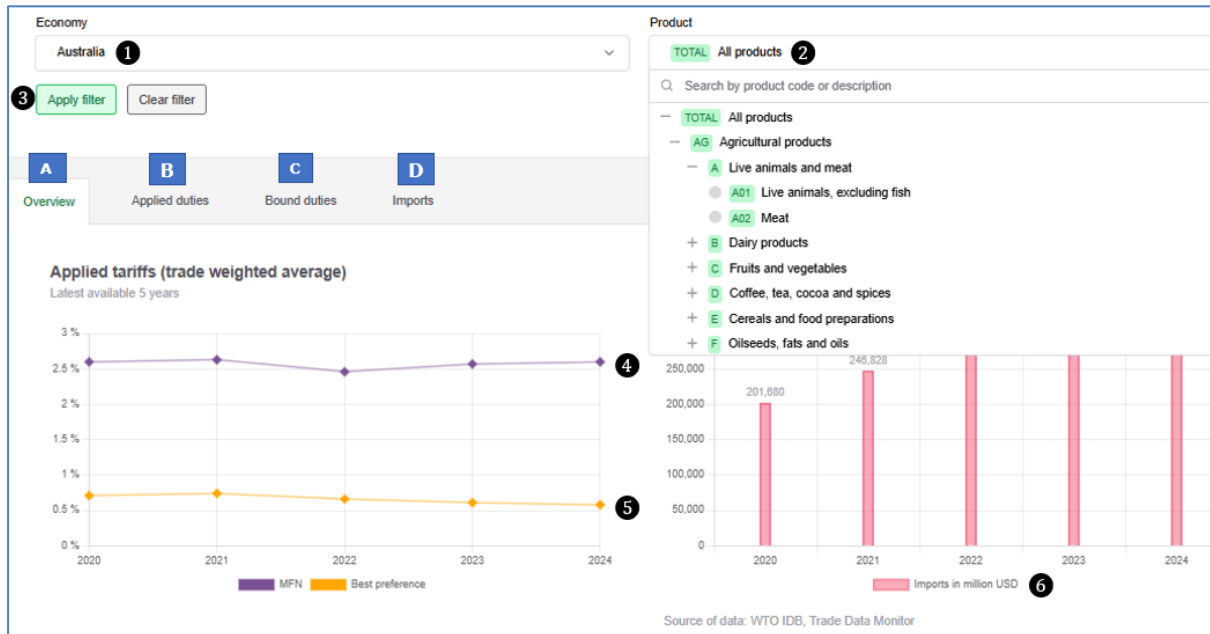 Economy
Australia 1
3 Apply filter Clear filter
A B C D
Overview Applied duties Bound duties Imports
Applied tariffs (trade weighted average)
Latest available 5 years
3 %
2.5 %
2 %
1.5 %
1 %
0.5 %
0 %
4
5
2020 2021 2022 2023 2024
MFN Best preference
Product
TOTAL All products 2
Search by product code or description
TOTAL All products
AG Agricultural products
A Live animals and meat
A01 Live animals, excluding fish
A02 Meat
B Dairy products
C Fruits and vegetables
D Coffee, tea, cocoa and spices
E Cereals and food preparations
F Oilseeds, fats and oils
250,000
200,000
150,000
100,000
50,000
0
201,680
246,828
2020 2021 2022 2023 2024
Imports in million USD 6
Source of data: WTO IDB, Trade Data Monitor